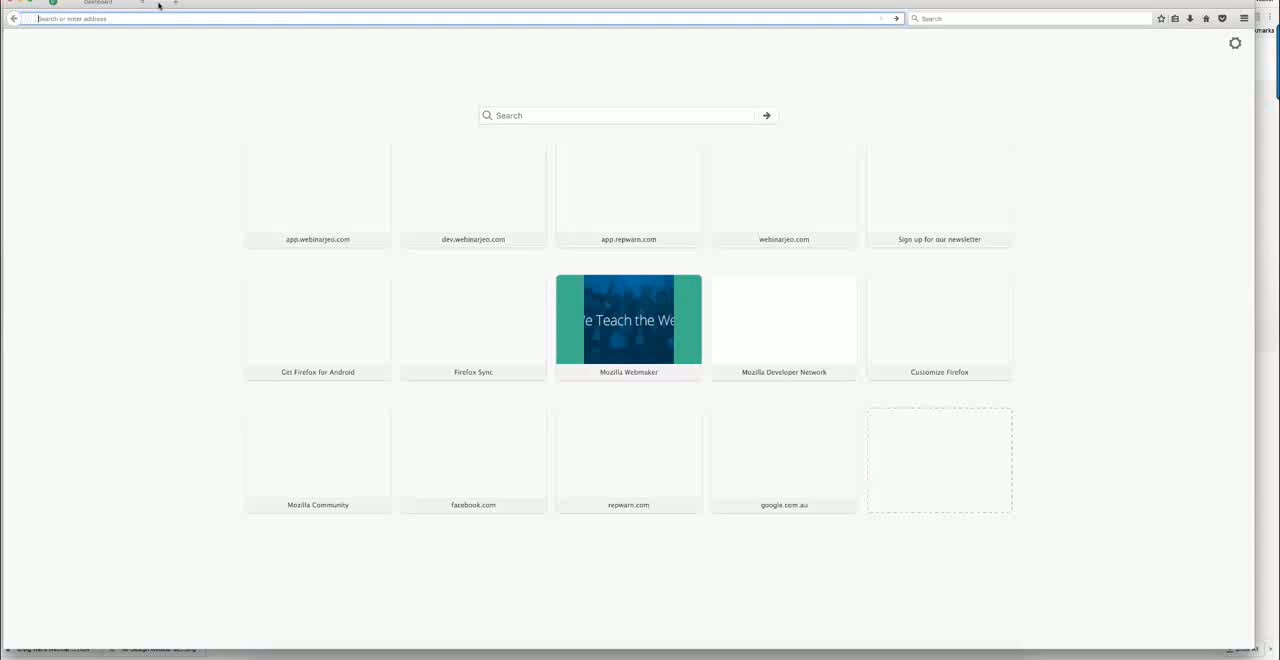 Dashboard
Search or enter address
Search
marks
Search
app.webinarjeo.com
dev.webinarjeo.com
app.repwarn.com
webinarjeo.com
Sign up for our newsletter
e Teach the We
Get Firefox for Android
Firefox Sync
Mozilla Webmaker
Mozilla Developer Network
Customize Firefox
Mozilla Community
facebook.com
repwarn.com
google.com.au